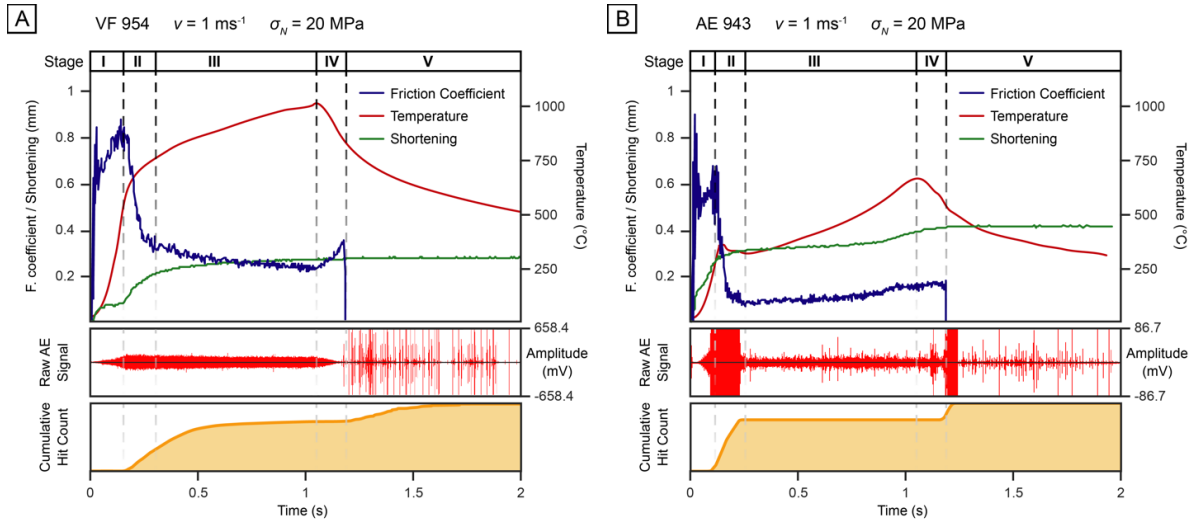 A VF 954 v = 1 ms⁻¹ σN = 20 MPa
Stage I II III IV V
F. coefficient / Shortening (mm)
1
0.8
0.6
0.4
0.2
Friction Coefficient
Temperature
Shortening
1000
750
500
250
Temperature (°C)
Raw AE Signal
658.4
Amplitude (mV)
-658.4
Cumulative Hit Count
0 0.5 1 1.5 2
Time (s)
B AE 943 v = 1 ms⁻¹ σN = 20 MPa
Stage I II III IV V
F. coefficient / Shortening (mm)
1
0.8
0.6
0.4
0.2
Friction Coefficient
Temperature
Shortening
1000
750
500
250
Temperature (°C)
Raw AE Signal
86.7
Amplitude (mV)
-86.7
Cumulative Hit Count
0 0.5 1 1.5 2
Time (s)